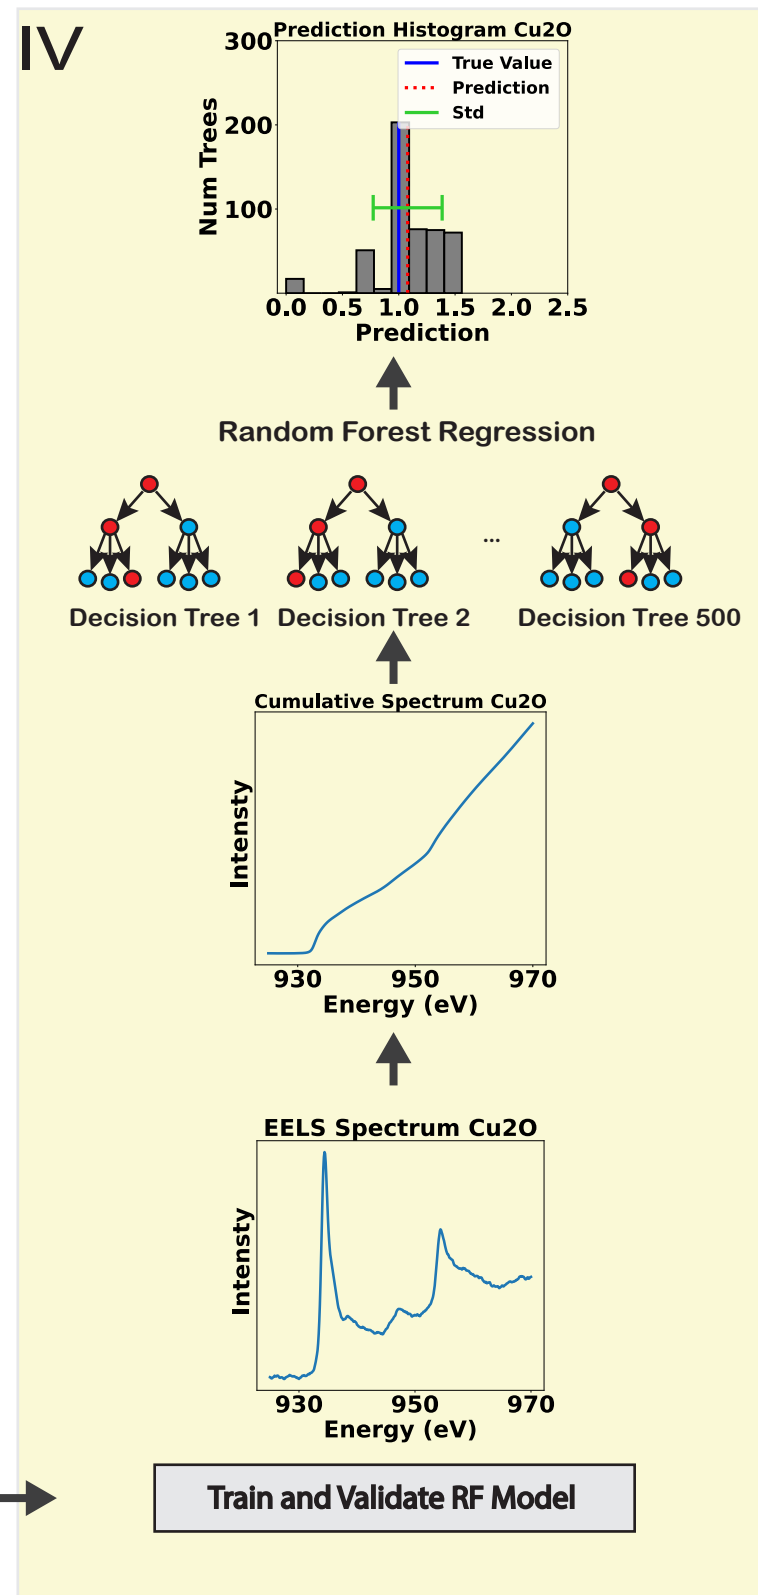 IV
Prediction Histogram Cu2O
300
200
100
Num Trees
True Value
Prediction
Std
0.0 0.5 1.0 1.5 2.0 2.5
Prediction
Random Forest Regression
...
Decision Tree 1 Decision Tree 2 Decision Tree 500
Cumulative Spectrum Cu2O
Intensty
930 950 970
Energy (eV)
EELS Spectrum Cu2O
Intensty
930 950 970
Energy (eV)
Train and Validate RF Model